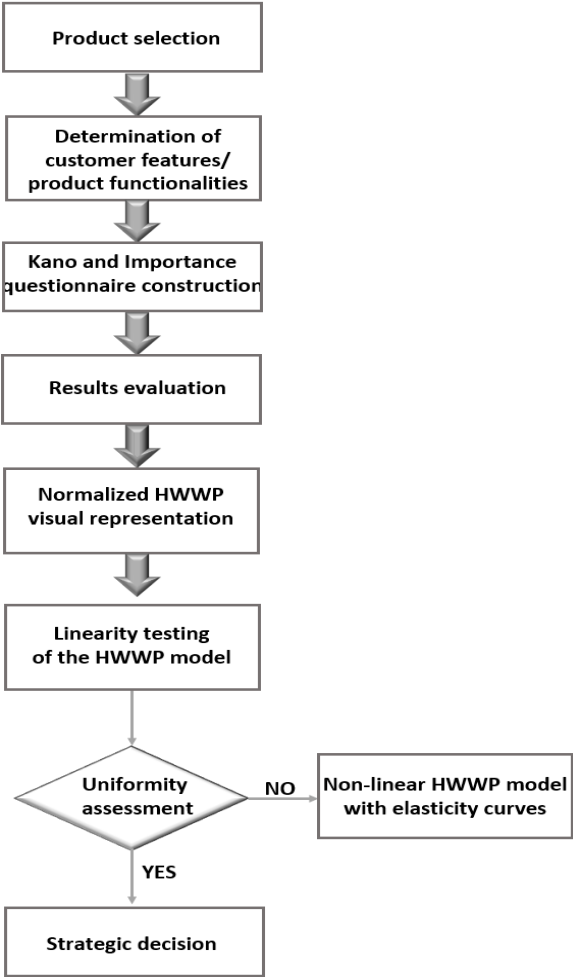 Product selection
Determination of
customer features/
product functionalities
Kano and Importance
questionnaire construction
Results evaluation
Normalized HWWP
visual representation
Linearity testing
of the HWWP model
Uniformity
assessment
NO
Non-linear HWWP model
with elasticity curves
YES
Strategic decision